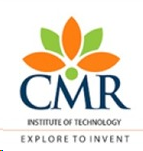 CMR
INSTITUTE OF TECHNOLOGY
EXPLORE TO INVENT